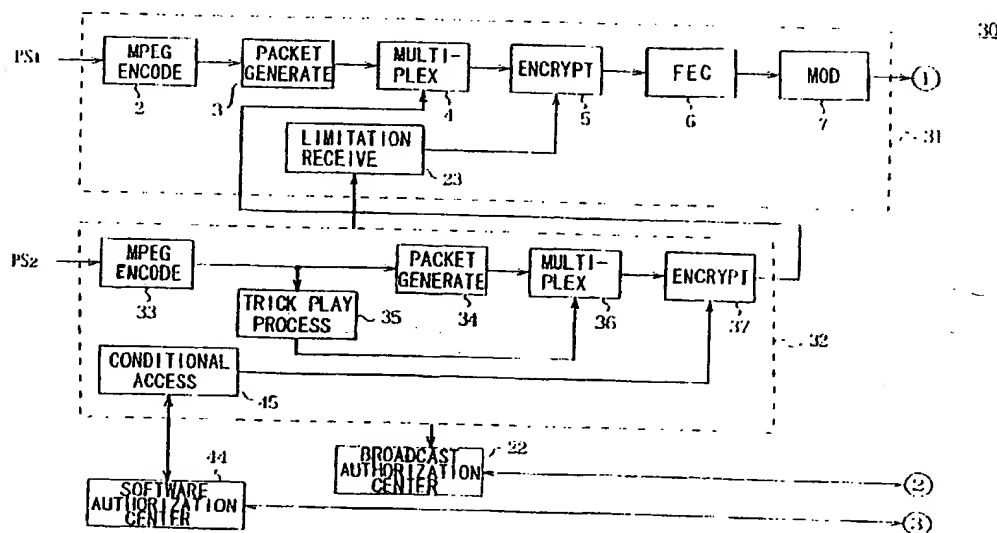 30
PS1
MPEG
ENCODE
2
PACKET
GENERATE
3
MULTI-
PLEX
4
ENCRYPT
5
FEC
6
MOD
7
1
31
LIMITATION
RECEIVE
23
PS2
MPEG
ENCODE
33
PACKET
GENERATE
34
MULTI-
PLEX
36
ENCRYPT
37
TRICK PLAY
PROCESS
35
32
CONDITIONAL
ACCESS
45
BROADCAST
AUTHORIZATION
CENTER
22
2
SOFTWARE
AUTHORIZATION
CENTER
44
3